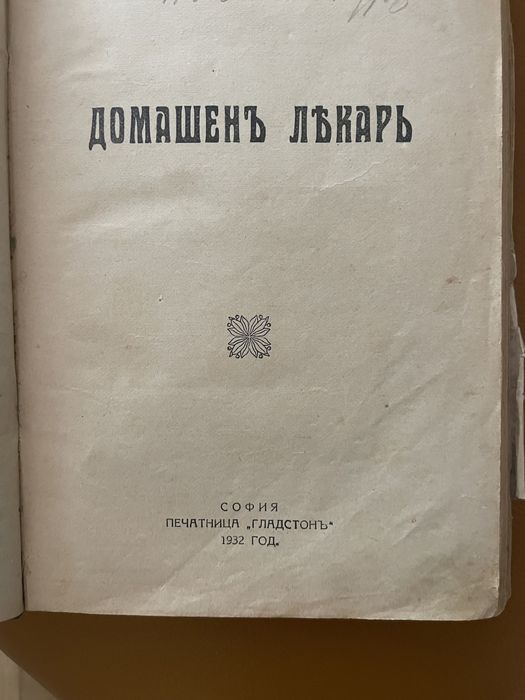 ДОМАШЕНЪ ЛѢКАРЬ
СОФИЯ
ПЕЧАТНИЦА „ГЛАДСТОНЪ“
1932 ГОД.